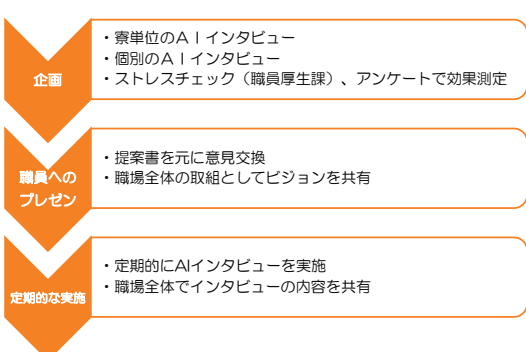 企画
・寮単位のAIインタビュー
・個別のAIインタビュー
・ストレスチェック（職員厚生課）、アンケートで効果測定
職員への
プレゼン
・提案書を元に意見交換
・職場全体の取組としてビジョンを共有
定期的な実施
・定期的にAIインタビューを実施
・職場全体でインタビューの内容を共有